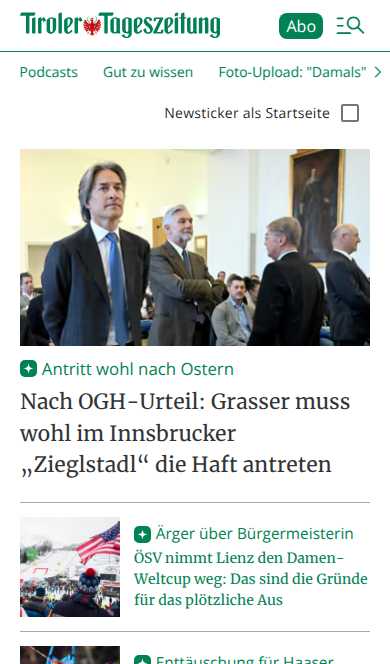 Tiroler Tageszeitung
Abo
Podcasts Gut zu wissen Foto-Upload: "Damals"
Newsticker als Startseite
Antritt wohl nach Ostern
Nach OGH-Urteil: Grasser muss
wohl im Innsbrucker
„Zieglstadl“ die Haft antreten
Ärger über Bürgermeisterin
ÖSV nimmt Lienz den Damen-
Weltcup weg: Das sind die Gründe
für das plötzliche Aus
Enttäuschung für Haaser